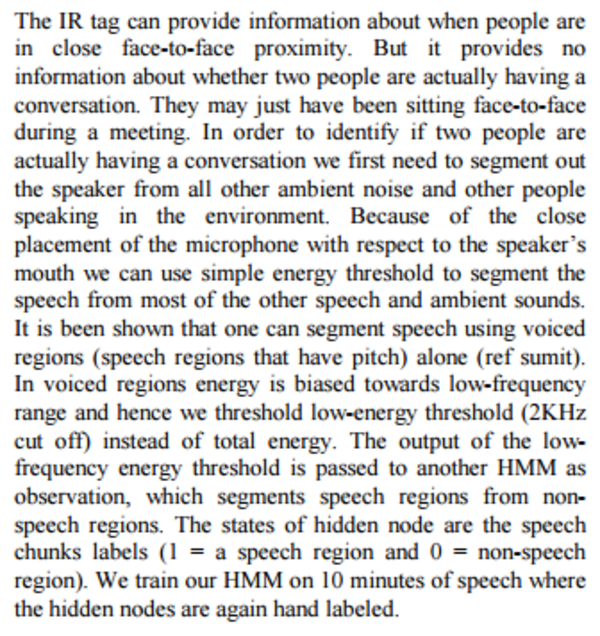 The IR tag can provide information about when people are
in close face-to-face proximity. But it provides no
information about whether two people are actually having a
conversation. They may just have been sitting face-to-face
during a meeting. In order to identify if two people are
actually having a conversation we first need to segment out
the speaker from all other ambient noise and other people
speaking in the environment. Because of the close
placement of the microphone with respect to the speaker's
mouth we can use simple energy threshold to segment the
speech from most of the other speech and ambient sounds.
It is been shown that one can segment speech using voiced
regions (speech regions that have pitch) alone (ref sumit).
In voiced regions energy is biased towards low-frequency
range and hence we threshold low-energy threshold (2KHz
cut off) instead of total energy. The output of the low-
frequency energy threshold is passed to another HMM as
observation, which segments speech regions from non-
speech regions. The states of hidden node are the speech
chunks labels (1 = a speech region and 0 = non-speech
region). We train our HMM on 10 minutes of speech where
the hidden nodes are again hand labeled.